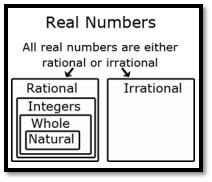 Real Numbers
All real numbers are either
rational or irrational
Rational
Irrational
Integers
Whole
Natural